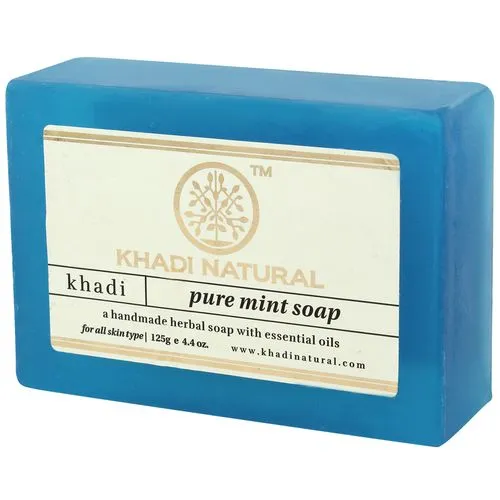 TM
KHADI NATURAL
khadi | pure mint soap
a handmade herbal soap with essential oils
for all skin type| 125g e 4.4 oz. www.khadinatural.com